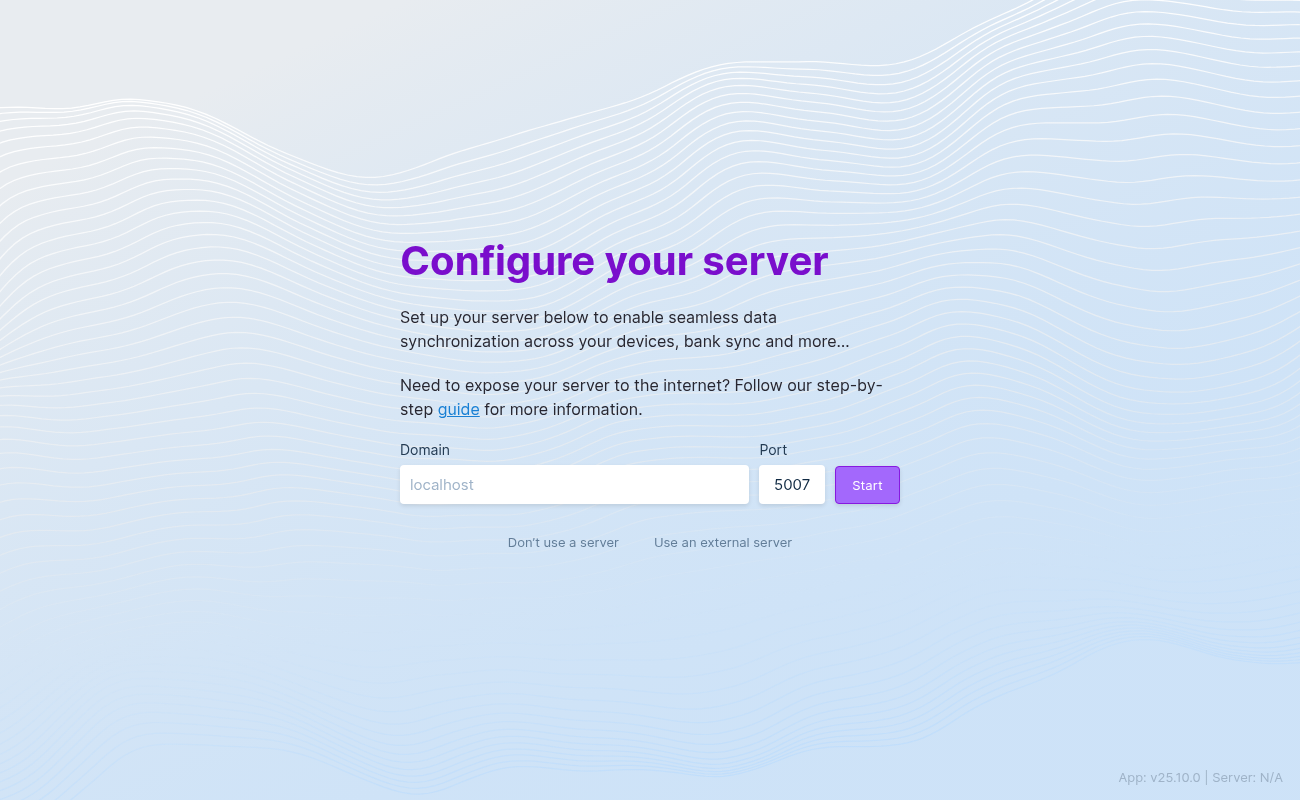 Configure your server
Set up your server below to enable seamless data
synchronization across your devices, bank sync and more...
Need to expose your server to the internet? Follow our step-by-
step guide for more information.
Domain
Port
localhost
5007
Start
Don't use a server
Use an external server
App: v25.10.0 | Server: N/A